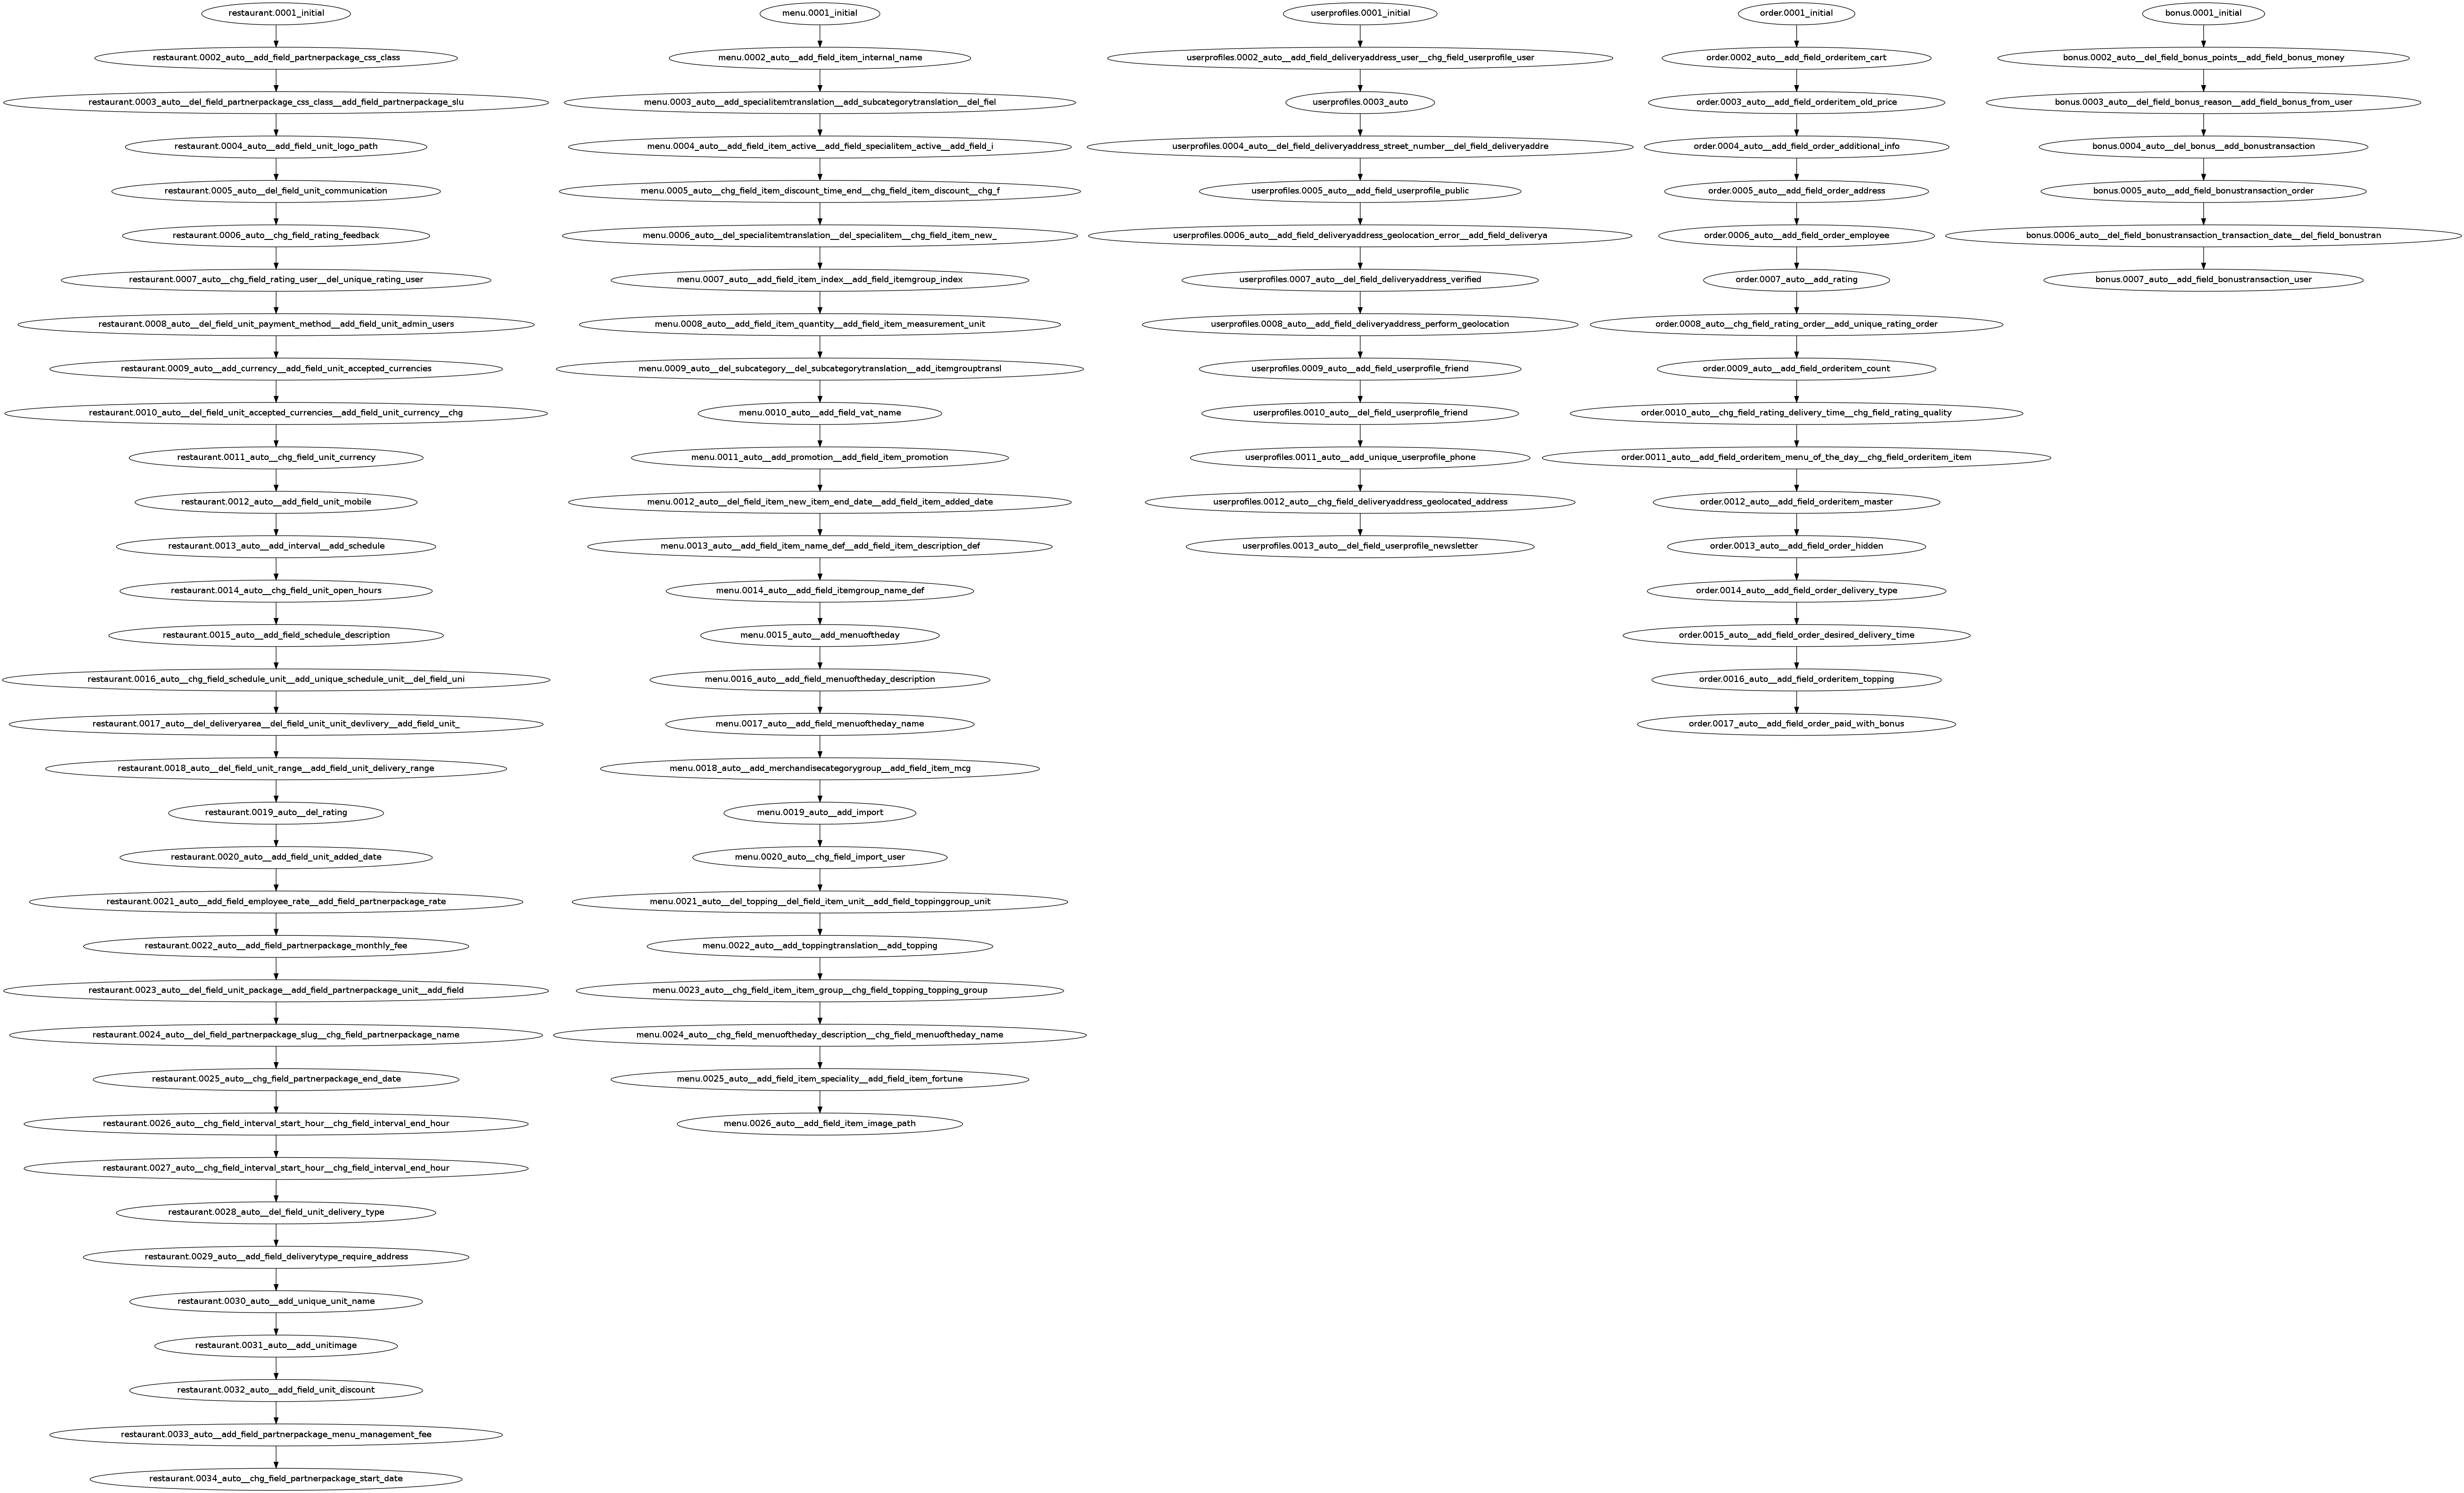 restaurant.0001_initial
restaurant.0002_auto__add_field_partnerpackage_css_class
restaurant.0003_auto__del_field_partnerpackage_css_class__add_field_partnerpackage_slu
restaurant.0004_auto__add_field_unit_logo_path
restaurant.0005_auto__del_field_unit_communication
restaurant.0006_auto__chg_field_rating_feedback
restaurant.0007_auto__chg_field_rating_user__del_unique_rating_user
restaurant.0008_auto__del_field_unit_payment_method__add_field_unit_admin_users
restaurant.0009_auto__add_currency__add_field_unit_accepted_currencies
restaurant.0010_auto__del_field_unit_accepted_currencies__add_field_unit_currency__chg
restaurant.0011_auto__chg_field_unit_currency
restaurant.0012_auto__add_field_unit_mobile
restaurant.0013_auto__add_interval__add_schedule
restaurant.0014_auto__chg_field_unit_open_hours
restaurant.0015_auto__add_field_schedule_description
restaurant.0016_auto__chg_field_schedule_unit__add_unique_schedule_unit__del_field_uni
restaurant.0017_auto__del_deliveryarea__del_field_unit_unit_devlivery__add_field_unit_
restaurant.0018_auto__del_field_unit_range__add_field_unit_delivery_range
restaurant.0019_auto__del_rating
restaurant.0020_auto__add_field_unit_added_date
restaurant.0021_auto__add_field_employee_rate__add_field_partnerpackage_rate
restaurant.0022_auto__add_field_partnerpackage_monthly_fee
restaurant.0023_auto__del_field_unit_package__add_field_partnerpackage_unit__add_field
restaurant.0024_auto__del_field_partnerpackage_slug__chg_field_partnerpackage_name
restaurant.0025_auto__chg_field_partnerpackage_end_date
restaurant.0026_auto__chg_field_interval_start_hour__chg_field_interval_end_hour
restaurant.0027_auto__chg_field_interval_start_hour__chg_field_interval_end_hour
restaurant.0028_auto__del_field_unit_delivery_type
restaurant.0029_auto__add_field_deliverytype_require_address
restaurant.0030_auto__add_unique_unit_name
restaurant.0031_auto__add_unitimage
restaurant.0032_auto__add_field_unit_discount
restaurant.0033_auto__add_field_partnerpackage_menu_management_fee
restaurant.0034_auto__chg_field_partnerpackage_start_date
menu.0001_initial
menu.0002_auto__add_field_item_internal_name
menu.0003_auto__add_specialitemtranslation__add_subcategorytranslation__del_fiel
menu.0004_auto__add_field_item_active__add_field_specialitem_active__add_field_i
menu.0005_auto__chg_field_item_discount_time_end__chg_field_item_discount__chg_f
menu.0006_auto__del_specialitemtranslation__del_specialitem__chg_field_item_new_
menu.0007_auto__add_field_item_index__add_field_itemgroup_index
menu.0008_auto__add_field_item_quantity__add_field_item_measurement_unit
menu.0009_auto__del_subcategory__del_subcategorytranslation__add_itemgrouptransl
menu.0010_auto__add_field_vat_name
menu.0011_auto__add_promotion__add_field_item_promotion
menu.0012_auto__del_field_item_new_item_end_date__add_field_item_added_date
menu.0013_auto__add_field_item_name_def__add_field_item_description_def
menu.0014_auto__add_field_itemgroup_name_def
menu.0015_auto__add_menuoftheday
menu.0016_auto__add_field_menuoftheday_description
menu.0017_auto__add_field_menuoftheday_name
menu.0018_auto__add_merchandisecategorygroup__add_field_item_mcg
menu.0019_auto__add_import
menu.0020_auto__chg_field_import_user
menu.0021_auto__del_topping__del_field_item_unit__add_field_toppinggroup_unit
menu.0022_auto__add_toppingtranslation__add_topping
menu.0023_auto__chg_field_item_item_group__chg_field_topping_topping_group
menu.0024_auto__chg_field_menuoftheday_description__chg_field_menuoftheday_name
menu.0025_auto__add_field_item_speciality__add_field_item_fortune
menu.0026_auto__add_field_item_image_path
userprofiles.0001_initial
userprofiles.0002_auto__add_field_deliveryaddress_user__chg_field_userprofile_user
userprofiles.0003_auto
userprofiles.0004_auto__del_field_deliveryaddress_street_number__del_field_deliveryaddre
userprofiles.0005_auto__add_field_userprofile_public
userprofiles.0006_auto__add_field_deliveryaddress_geolocation_error__add_field_deliverya
userprofiles.0007_auto__del_field_deliveryaddress_verified
userprofiles.0008_auto__add_field_deliveryaddress_perform_geolocation
userprofiles.0009_auto__add_field_userprofile_friend
userprofiles.0010_auto__del_field_userprofile_friend
userprofiles.0011_auto__add_unique_userprofile_phone
userprofiles.0012_auto__chg_field_deliveryaddress_geolocated_address
userprofiles.0013_auto__del_field_userprofile_newsletter
order.0001_initial
order.0002_auto__add_field_orderitem_cart
order.0003_auto__add_field_orderitem_old_price
order.0004_auto__add_field_order_additional_info
order.0005_auto__add_field_order_address
order.0006_auto__add_field_order_employee
order.0007_auto__add_rating
order.0008_auto__chg_field_rating_order__add_unique_rating_order
order.0009_auto__add_field_orderitem_count
order.0010_auto__chg_field_rating_delivery_time__chg_field_rating_quality
order.0011_auto__add_field_orderitem_menu_of_the_day__chg_field_orderitem_item
order.0012_auto__add_field_orderitem_master
order.0013_auto__add_field_order_hidden
order.0014_auto__add_field_order_delivery_type
order.0015_auto__add_field_order_desired_delivery_time
order.0016_auto__add_field_orderitem_topping
order.0017_auto__add_field_order_paid_with_bonus
bonus.0001_initial
bonus.0002_auto__del_field_bonus_points__add_field_bonus_money
bonus.0003_auto__del_field_bonus_reason__add_field_bonus_from_user
bonus.0004_auto__del_bonus__add_bonustransaction
bonus.0005_auto__add_field_bonustransaction_order
bonus.0006_auto__del_field_bonustransaction_transaction_date__del_field_bonustran
bonus.0007_auto__add_field_bonustransaction_user